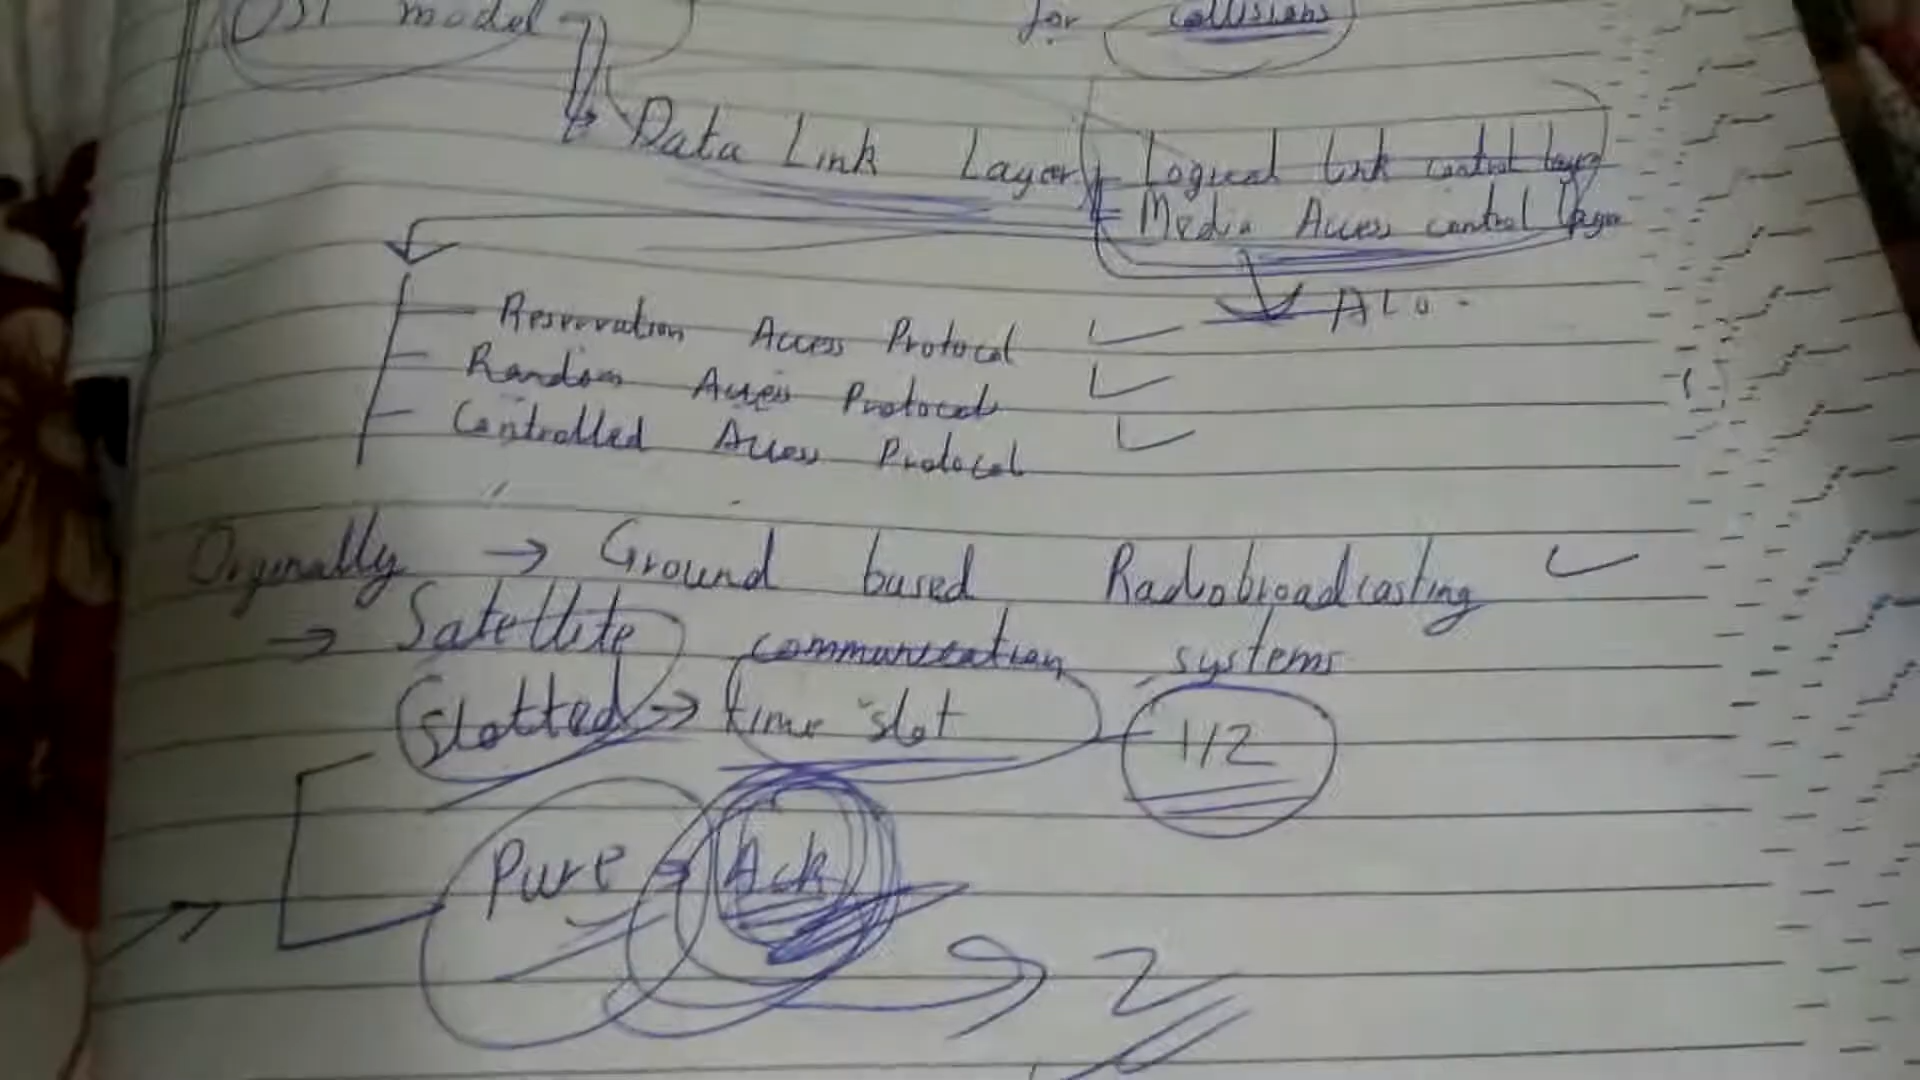 OSI model for collisions
Data Link Layer Logical link control layer
Media Access control layer
Reservation Access Protocol
Random Access Protocol
Controlled Access Protocol
Orginally → Ground based Radiobroadcasting
→ Satellite communication systems
Slotted → time slot 1/2
Pure → Ack
2